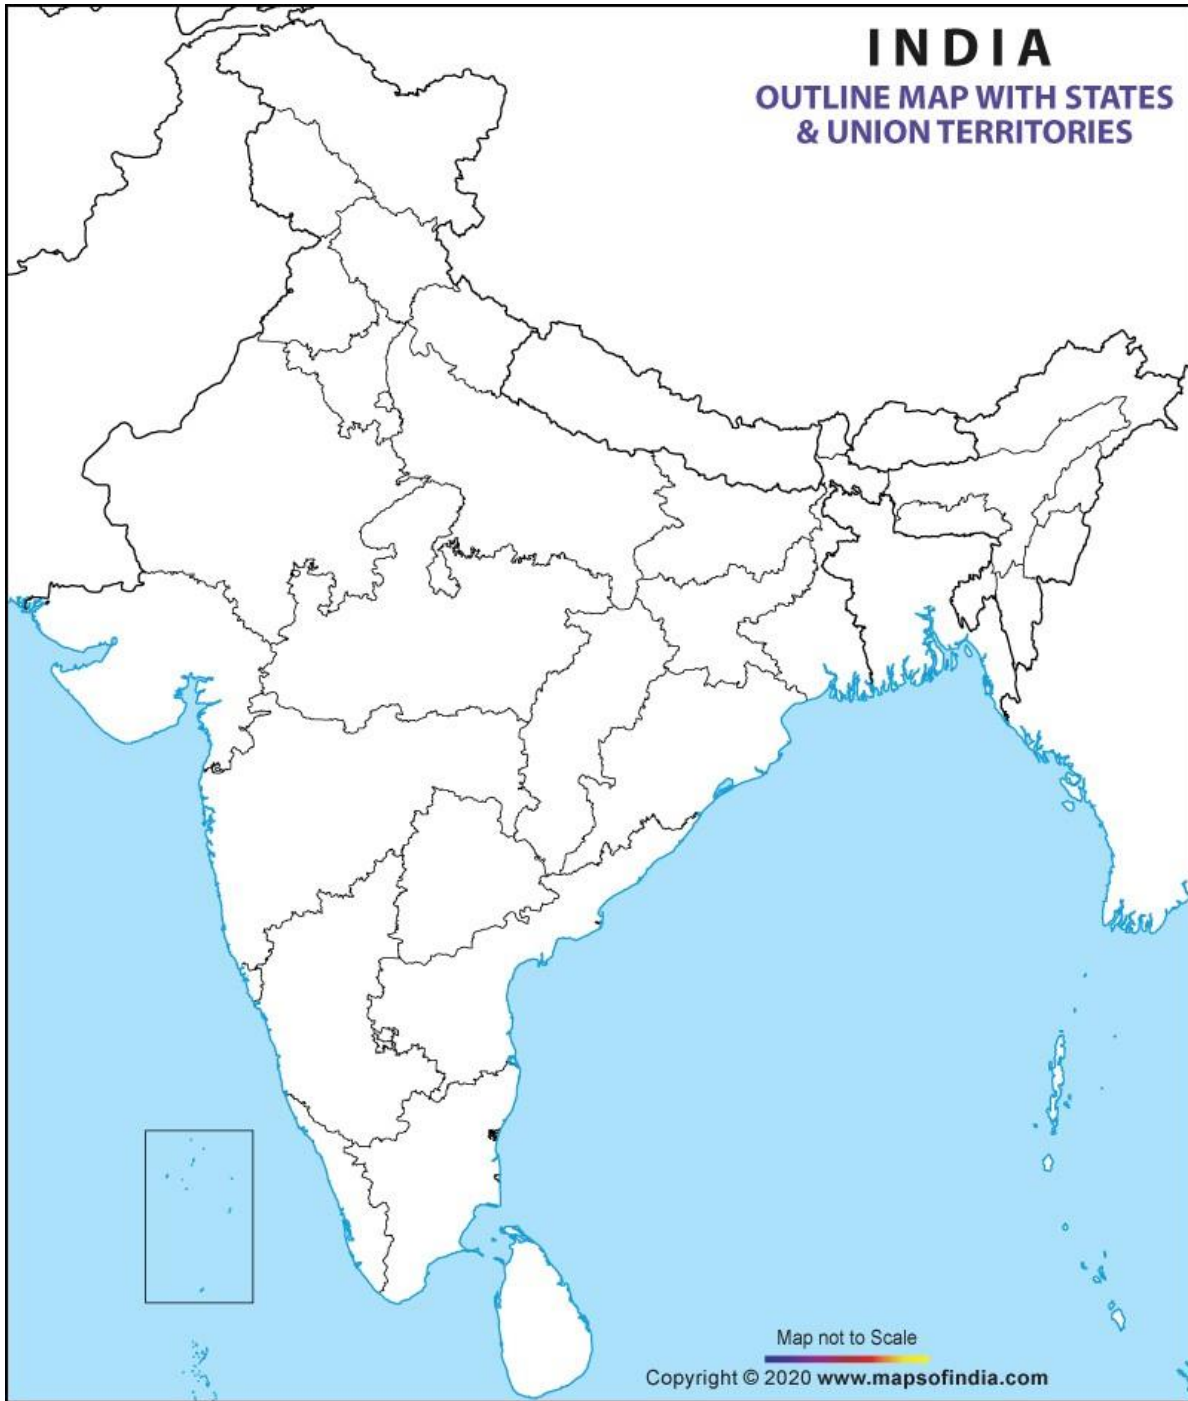 INDIA
OUTLINE MAP WITH STATES
& UNION TERRITORIES
Map not to Scale
Copyright © 2020 www.mapsofindia.com